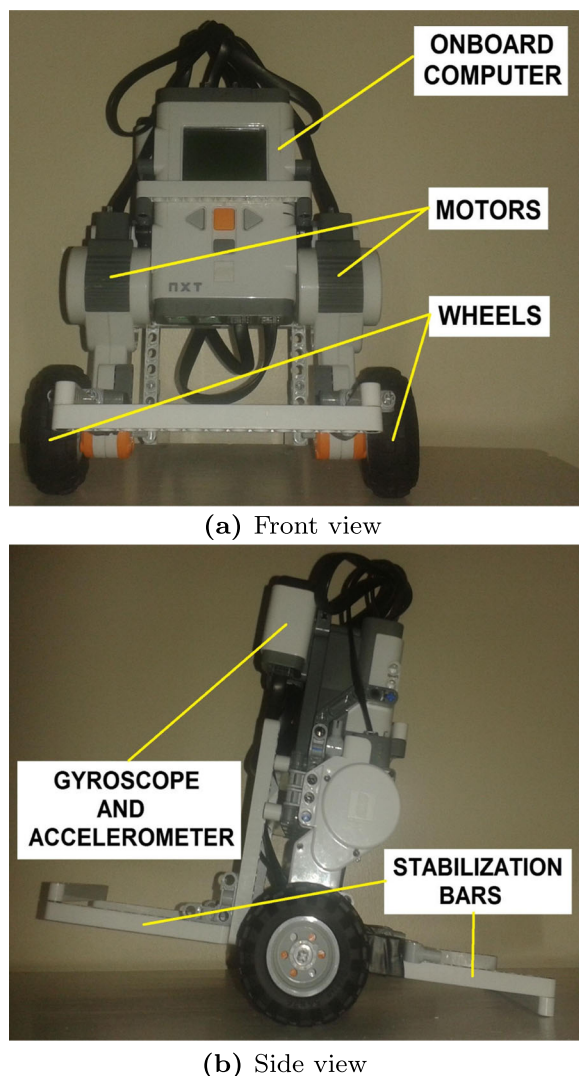 ONBOARD
COMPUTER
MOTORS
nxt
WHEELS
(a) Front view
GYROSCOPE
AND
ACCELEROMETER
STABILIZATION
BARS
(b) Side view